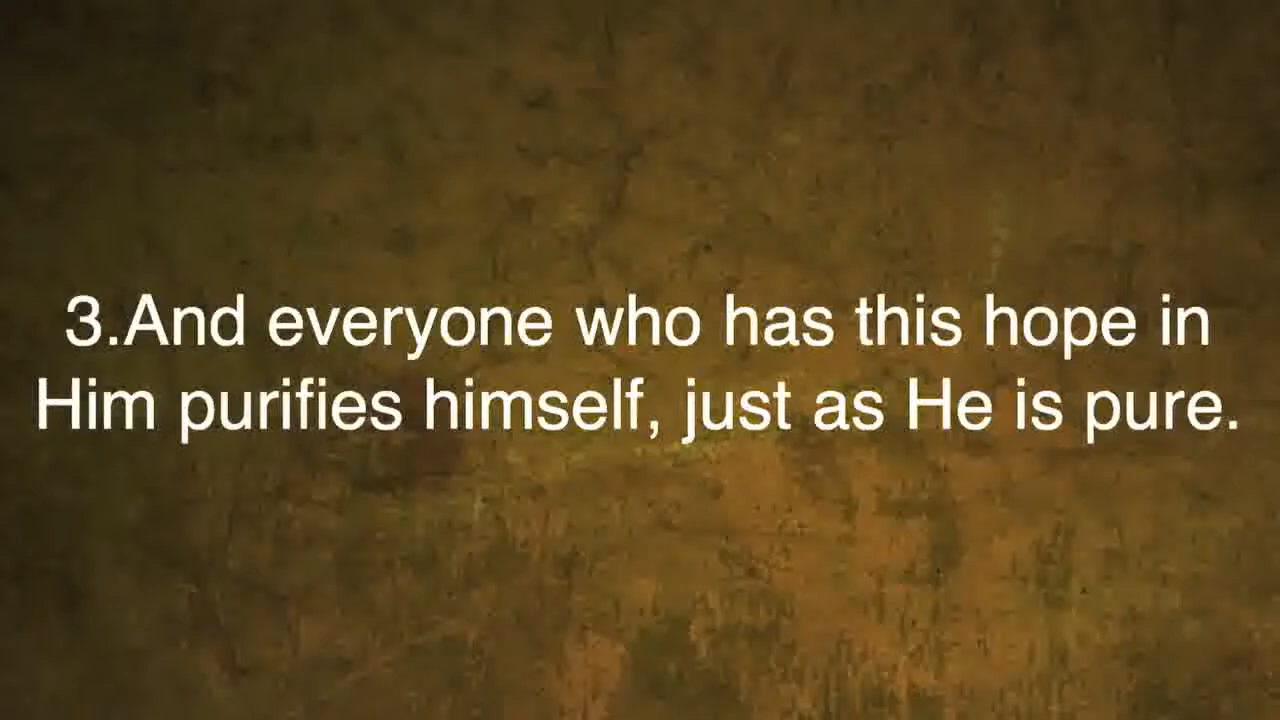 3.And everyone who has this hope in
Him purifies himself, just as He is pure.